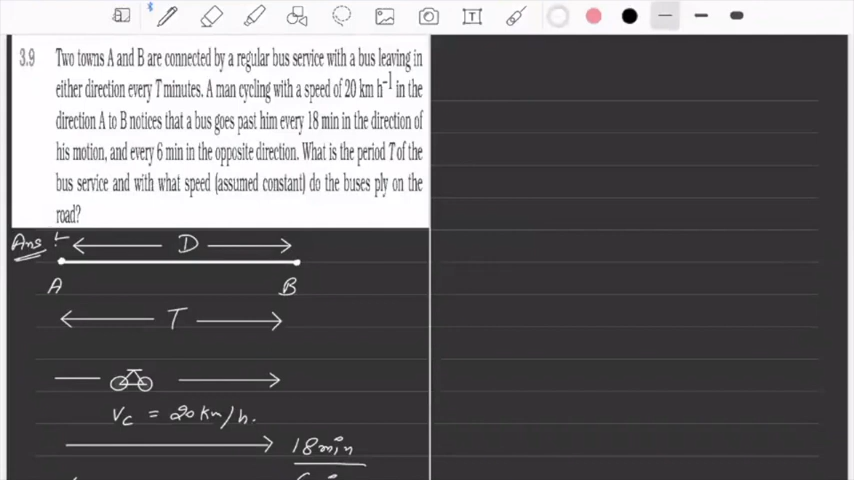 3.9 Two towns A and B are connected by a regular bus service with a bus leaving in
either direction every T minutes. A man cycling with a speed of 20 km h⁻¹ in the
direction A to B notices that a bus goes past him every 18 min in the direction of
his motion, and every 6 min in the opposite direction. What is the period T of the
bus service and with what speed (assumed constant) do the buses ply on the
road?
Ans :-
D
A B
T
Vc = 20 km/h.
18 min